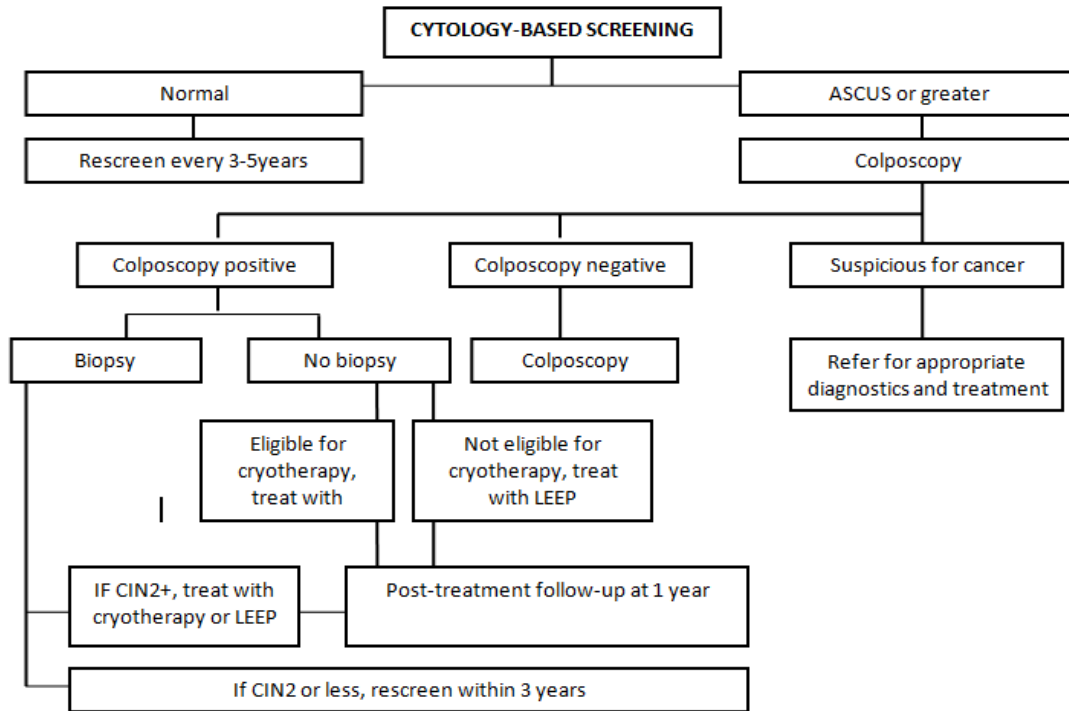 CYTOLOGY-BASED SCREENING
Normal
ASCUS or greater
Rescreen every 3-5years
Colposcopy
Colposcopy positive
Colposcopy negative
Suspicious for cancer
Biopsy
No biopsy
Colposcopy
Refer for appropriate
diagnostics and treatment
Eligible for
cryotherapy,
treat with
Not eligible for
cryotherapy, treat
with LEEP
IF CIN2+, treat with
cryotherapy or LEEP
Post-treatment follow-up at 1 year
If CIN2 or less, rescreen within 3 years